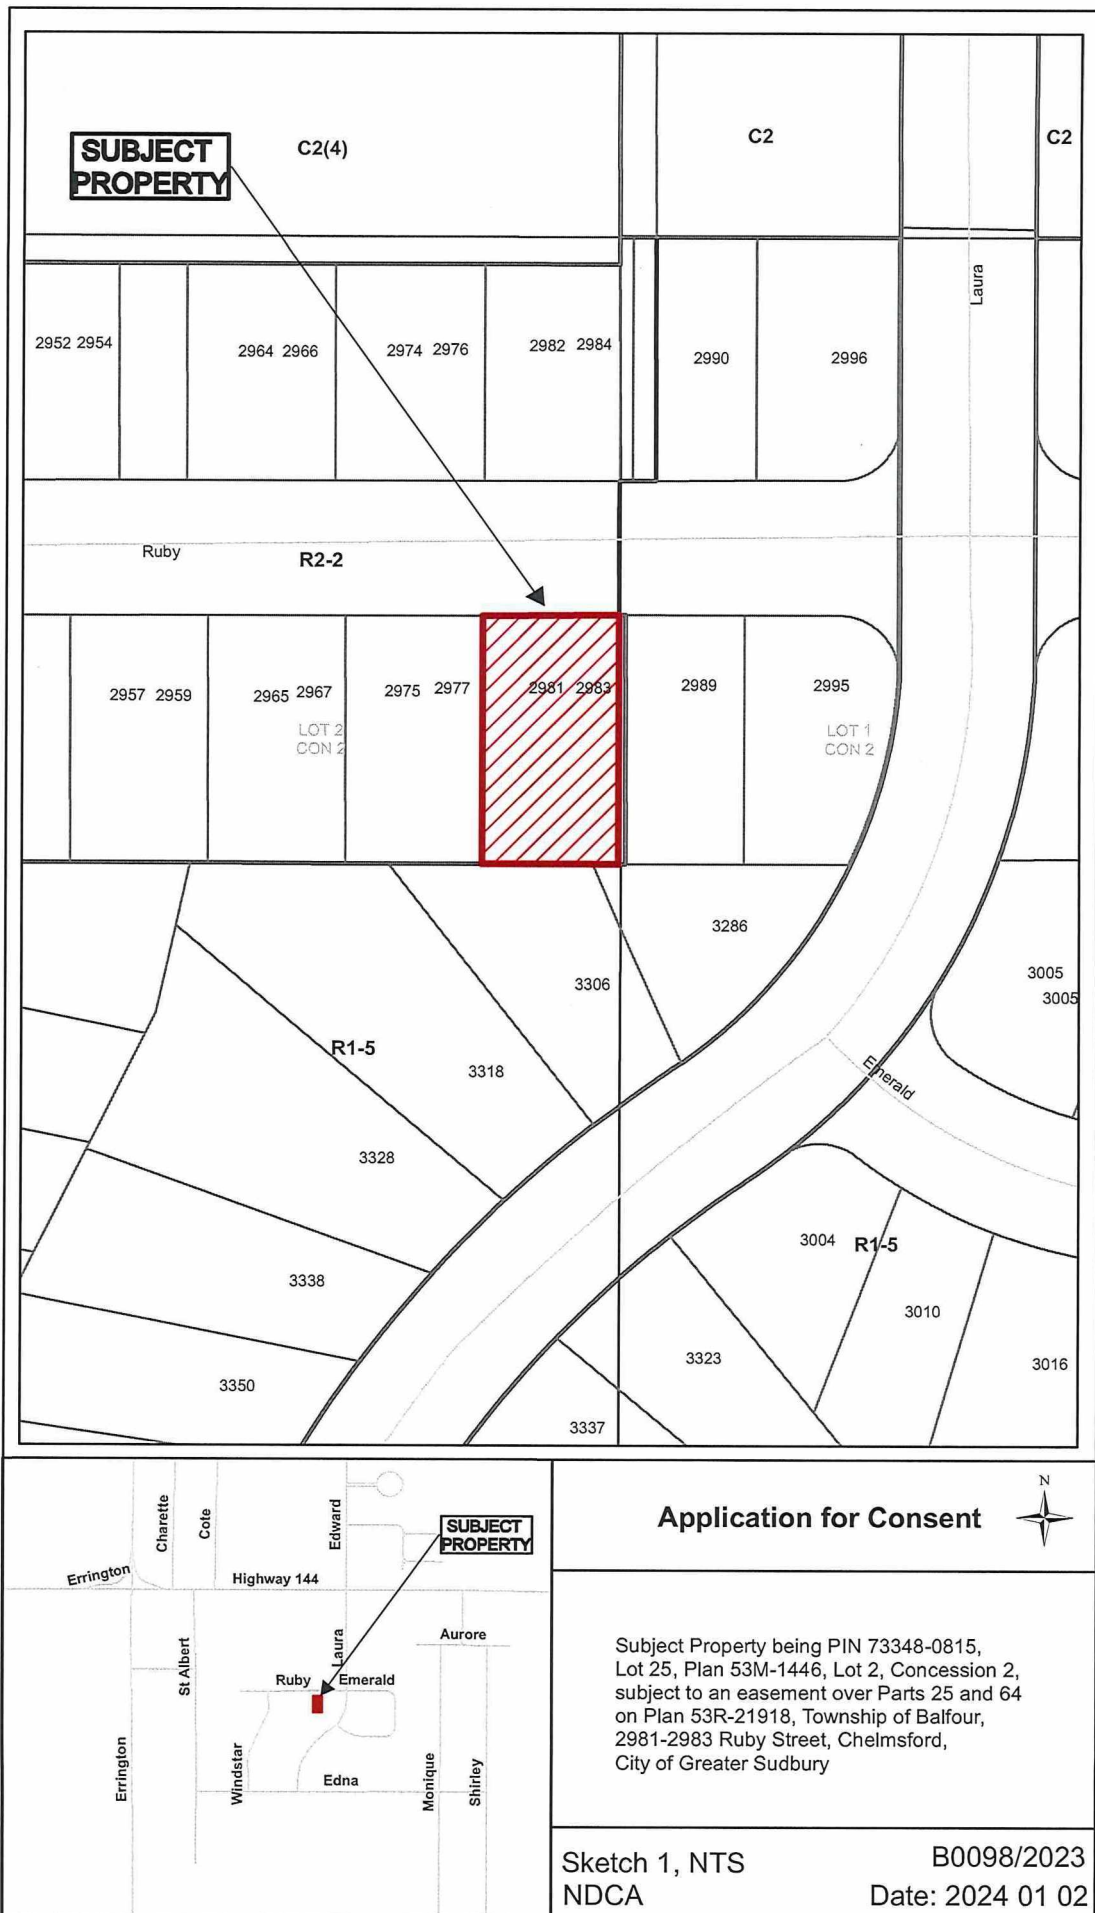 C2(4)
C2
C2
SUBJECT
PROPERTY
Laura
2952 2954
2964 2966
2974 2976
2982 2984
2990
2996
Ruby
R2-2
2957 2959
2965 2967
2975 2977
2981 2983
2989
2995
LOT 2
CON 2
LOT 1
CON 2
3286
3306
3005
3005
R1-5
3318
Emerald
3328
3004
R1-5
3338
3010
3323
3016
3350
3337
Charette
Cote
Edward
SUBJECT
PROPERTY
Errington
Highway 144
St Albert
Laura
Aurore
Ruby
Emerald
Errington
Windstar
Edna
Monique
Shirley
Application for Consent
N
Subject Property being PIN 73348-0815,
Lot 25, Plan 53M-1446, Lot 2, Concession 2,
subject to an easement over Parts 25 and 64
on Plan 53R-21918, Township of Balfour,
2981-2983 Ruby Street, Chelmsford,
City of Greater Sudbury
Sketch 1, NTS
NDCA
B0098/2023
Date: 2024 01 02